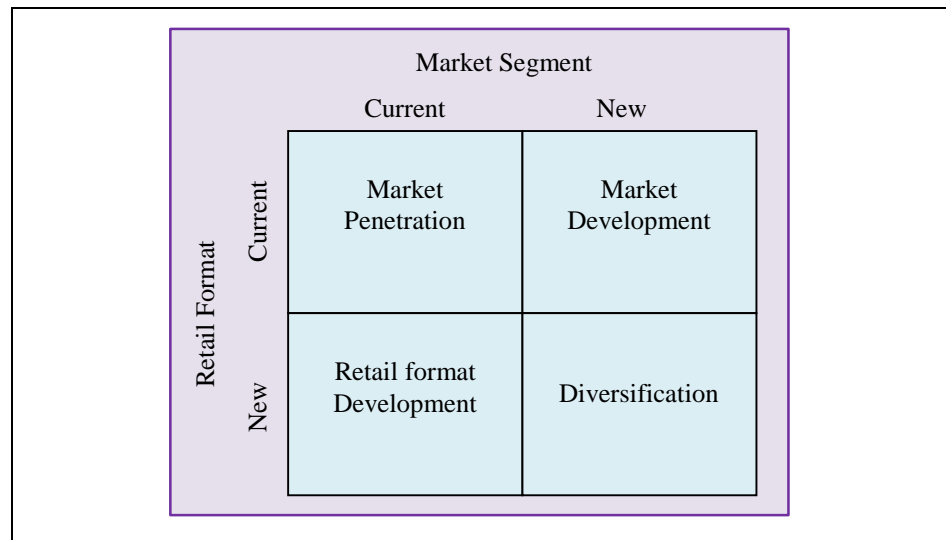 Market Segment
Current
New
Retail Format
Current
Market
Penetration
Market
Development
New
Retail format
Development
Diversification